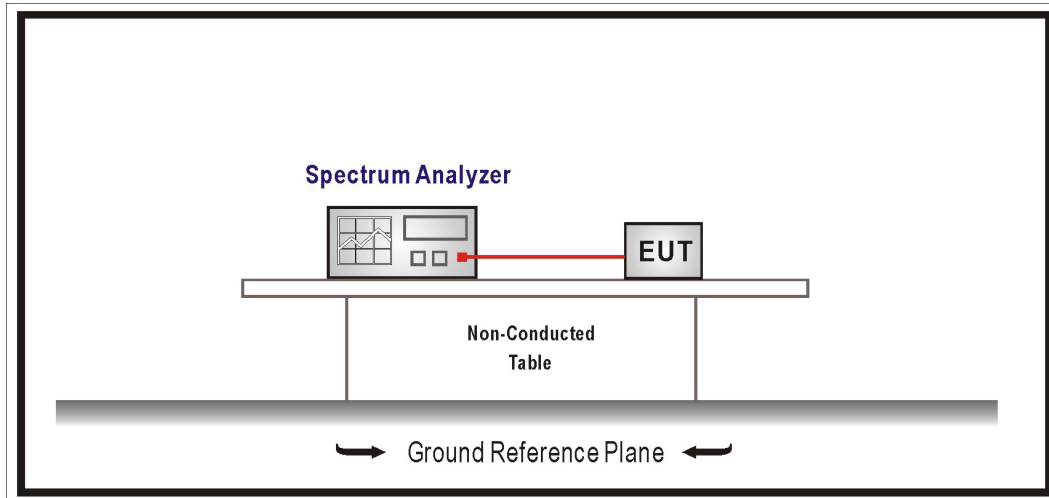 Spectrum Analyzer
EUT
Non-Conducted
Table
Ground Reference Plane